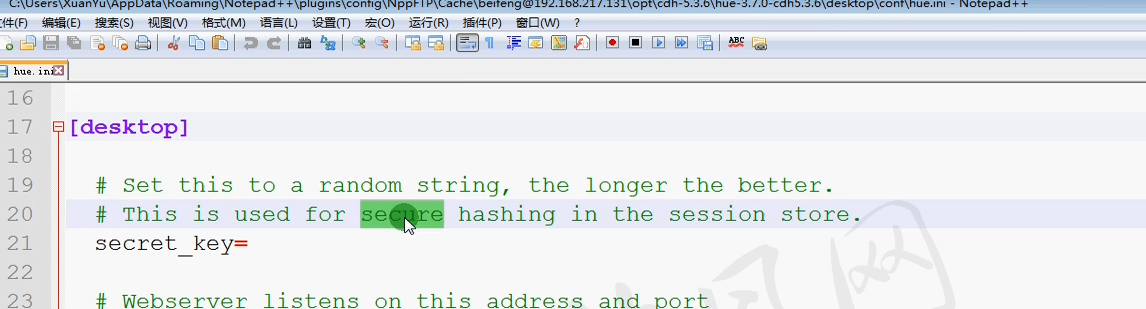 C:\Users\XuanYu\AppData\Roaming\Notepad++\plugins\config\NppFTP\Cache\beifeng@192.168.217.131\opt\cdh-5.3.6\hue-3.7.0-cdh5.3.6\desktop\conf\hue.ini - Notepad++
文件(F) 编辑(E) 搜索(S) 视图(V) 格式(M) 语言(L) 设置(T) 宏(O) 运行(R) 插件(P) 窗口(W) ?
ABC
hue.ini
16
17 [desktop]
18
19 # Set this to a random string, the longer the better.
20 # This is used for secure hashing in the session store.
21 secret_key=
22
23 # Webserver listens on this address and port